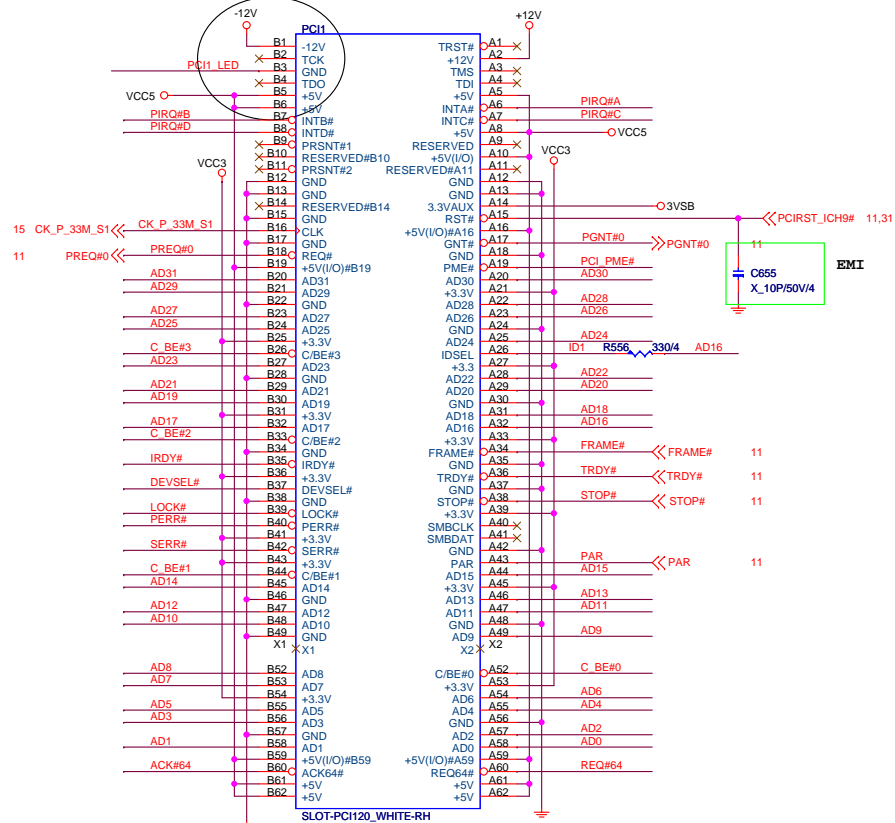 -12V
+12V
PCI1
B1 -12V TRST# A1
B2 TCK +12V A2
PCI1_LED B3 GND TMS A3
B4 TDO TDI A4
VCC5 B5 +5V +5V A5
B6 +5V INTA# A6 PIRQ#A
PIRQ#B B7 INTB# INTC# A7 PIRQ#C
PIRQ#D B8 INTD# +5V A8 VCC5
B9 PRSNT#1 RESERVED A9
B10 RESERVED#B10 +5V(I/O) A10
VCC3 B11 PRSNT#2 RESERVED#A11 A11 VCC3
B12 GND GND A12
B13 GND GND A13
B14 RESERVED#B14 3.3VAUX A14 3VSB
B15 GND RST# A15 PCIRST_ICH9# 11,31
15 CK_P_33M_S1 CK_P_33M_S1 B16 CLK +5V(I/O)#A16 A16
B17 GND GNT# A17 PGNT#0 PGNT#0 11
11 PREQ#0 PREQ#0 B18 REQ# GND A18
B19 +5V(I/O)#B19 PME# A19 PCI_PME#
AD31 B20 AD31 AD30 A20 AD30
AD29 B21 AD29 +3.3V A21
B22 GND AD28 A22 AD28
AD27 B23 AD27 AD26 A23 AD26
AD25 B24 AD25 GND A24
B25 +3.3V AD24 A25 AD24
C_BE#3 B26 C/BE#3 IDSEL A26 ID1 R556 330/4 AD16
AD23 B27 AD23 +3.3 A27
B28 GND AD22 A28 AD22
AD21 B29 AD21 AD20 A29 AD20
AD19 B30 AD19 GND A30
B31 +3.3V AD18 A31 AD18
AD17 B32 AD17 AD16 A32 AD16
C_BE#2 B33 C/BE#2 +3.3V A33
B34 GND FRAME# A34 FRAME# FRAME# 11
IRDY# B35 IRDY# GND A35
B36 +3.3V TRDY# A36 TRDY# TRDY# 11
DEVSEL# B37 DEVSEL# GND A37
B38 GND STOP# A38 STOP# STOP# 11
LOCK# B39 LOCK# +3.3V A39
PERR# B40 PERR# SMBCLK A40
B41 +3.3V SMBDAT A41
SERR# B42 SERR# GND A42
B43 +3.3V PAR A43 PAR PAR 11
C_BE#1 B44 C/BE#1 AD15 A44 AD15
AD14 B45 AD14 +3.3V A45
B46 GND AD13 A46 AD13
AD12 B47 AD12 AD11 A47 AD11
AD10 B48 AD10 GND A48
B49 GND AD9 A49 AD9
X1 X1 X2 X2
AD8 B52 AD8 C/BE#0 A52 C_BE#0
AD7 B53 AD7 +3.3V A53
B54 +3.3V AD6 A54 AD6
AD5 B55 AD5 AD4 A55 AD4
AD3 B56 AD3 GND A56
B57 GND AD2 A57 AD2
AD1 B58 AD1 AD0 A58 AD0
B59 +5V(I/O)#B59 +5V(I/O)#A59 A59
ACK#64 B60 ACK64# REQ64# A60 REQ#64
B61 +5V +5V A61
B62 +5V +5V A62
SLOT-PCI120_WHITE-RH
EMI
C655
X_10P/50V/4